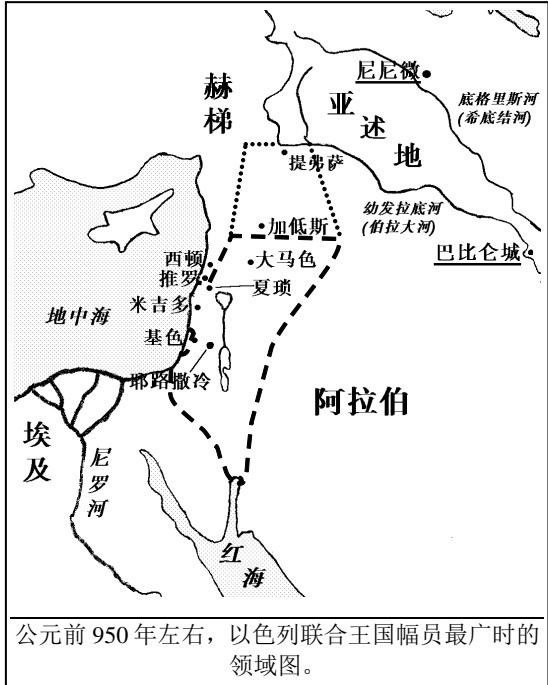 尼尼微
赫梯
亚述地
底格里斯河
(希底结河)
提弗萨
幼发拉底河
(伯拉大河)
加低斯
巴比仑城
西顿
大马色
推罗
夏琐
米吉多
地中海
基色
耶路撒冷
阿拉伯
埃及
尼罗河
红海
公元前 950 年左右，以色列联合王国幅员最广时的
领域图。